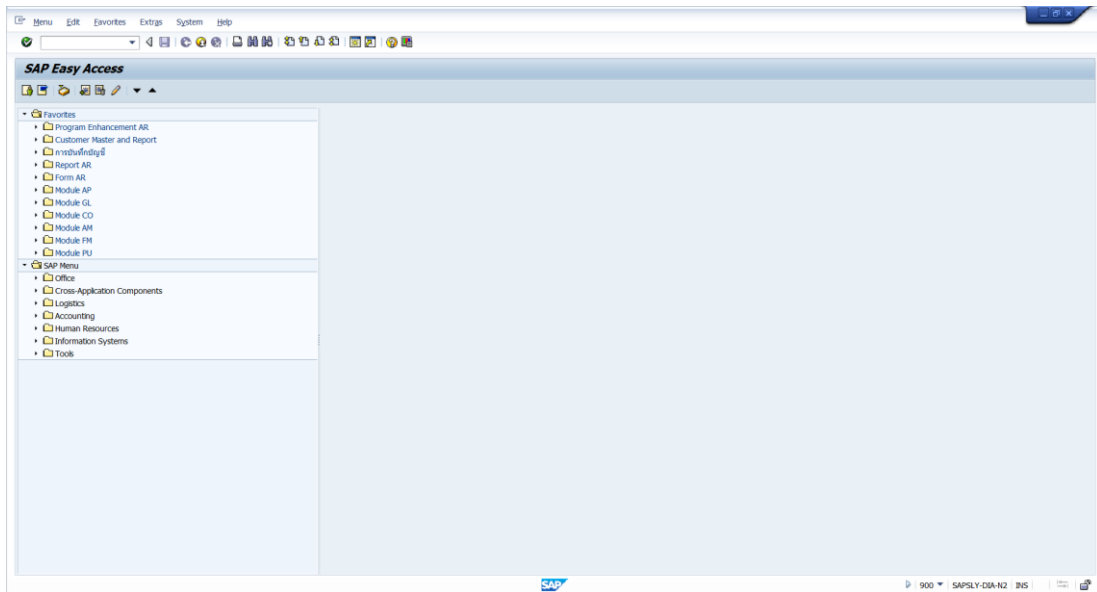 Menu Edit Favorites Extras System Help
SAP Easy Access
Favorites
Program Enhancement AR
Customer Master and Report
การบันทึกบัญชี
Report AR
Form AR
Module AP
Module GL
Module CO
Module AM
Module FM
Module PU
SAP Menu
Office
Cross-Application Components
Logistics
Accounting
Human Resources
Information Systems
Tools
SAP 900 SAPSLY-DIA-N2 INS